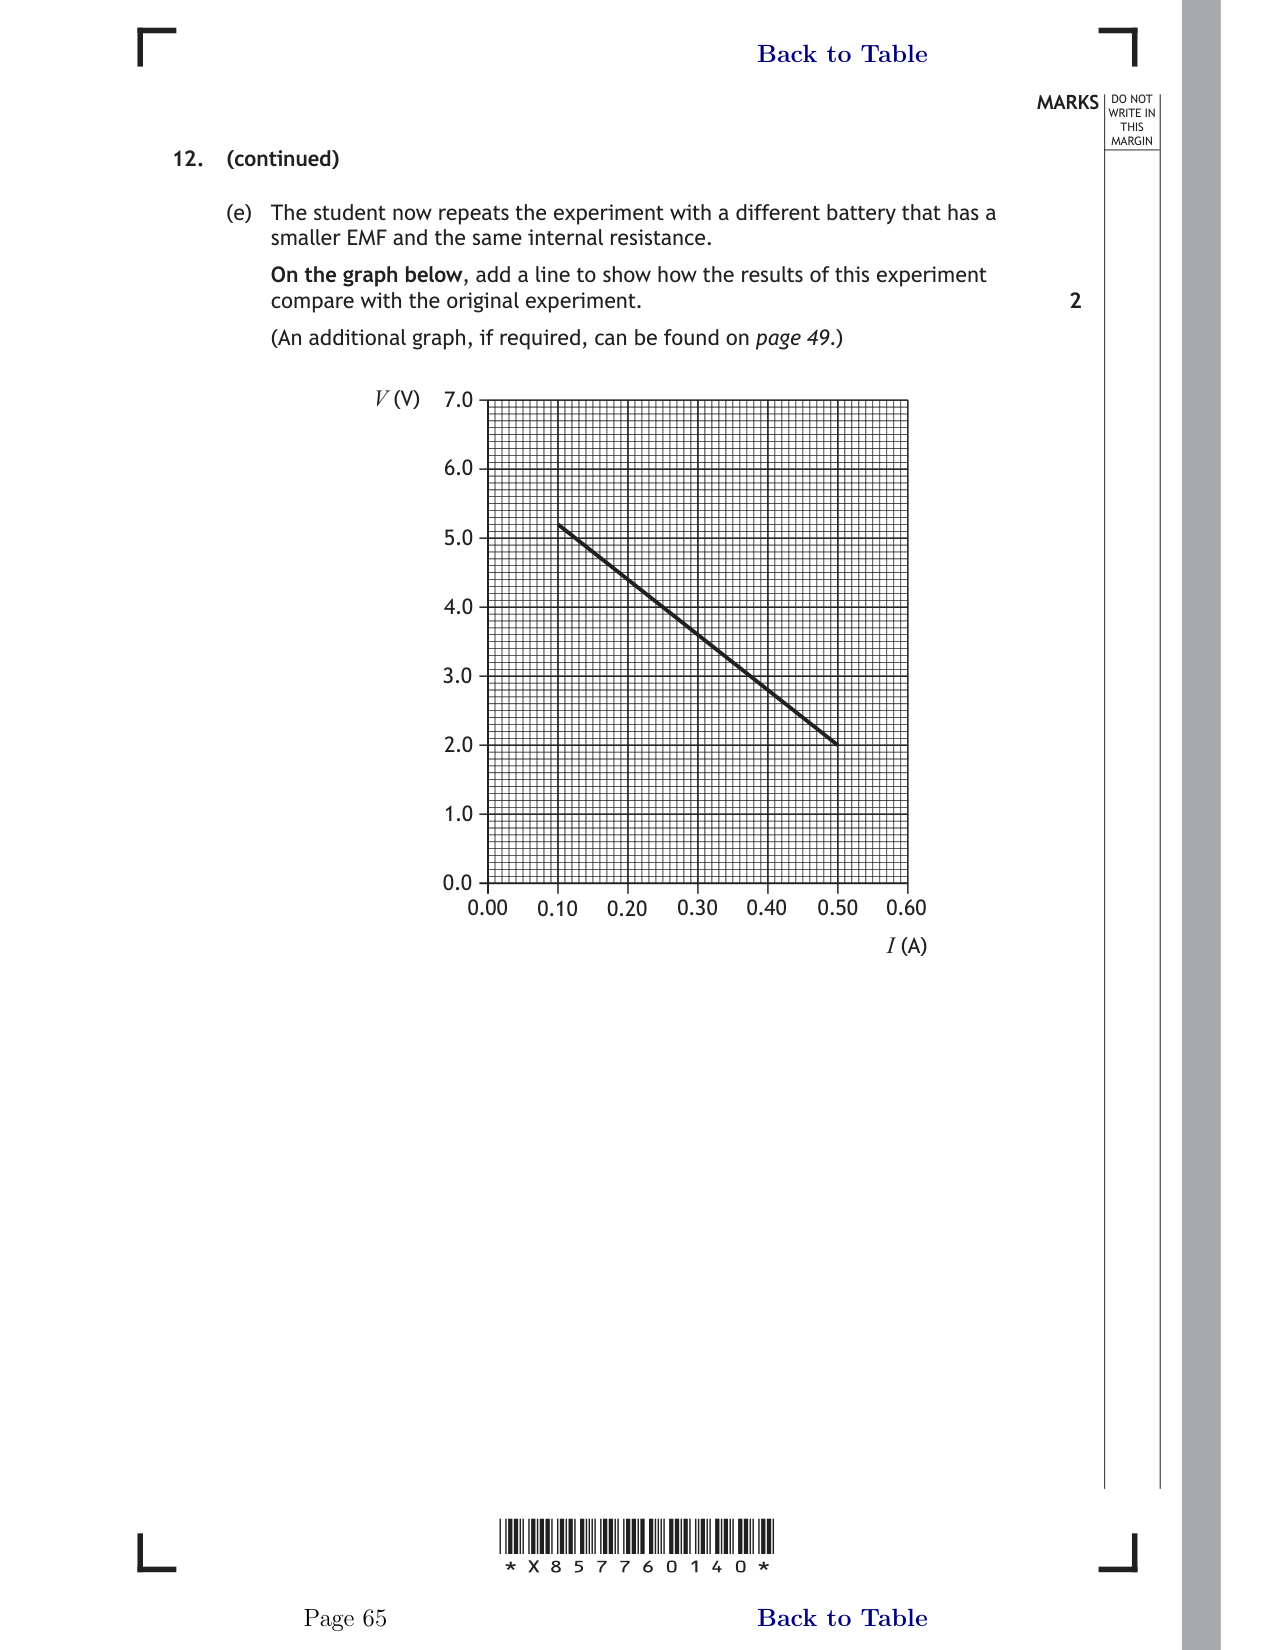 Back to Table
MARKS
DO NOT
WRITE IN
THIS
MARGIN
12. (continued)
(e) The student now repeats the experiment with a different battery that has a
smaller EMF and the same internal resistance.
On the graph below, add a line to show how the results of this experiment
compare with the original experiment. 2
(An additional graph, if required, can be found on page 49.)
V (V)
7.0
6.0
5.0
4.0
3.0
2.0
1.0
0.0
0.00 0.10 0.20 0.30 0.40 0.50 0.60
I (A)
* X 8 5 7 7 6 0 1 4 0 *
Page 65
Back to Table